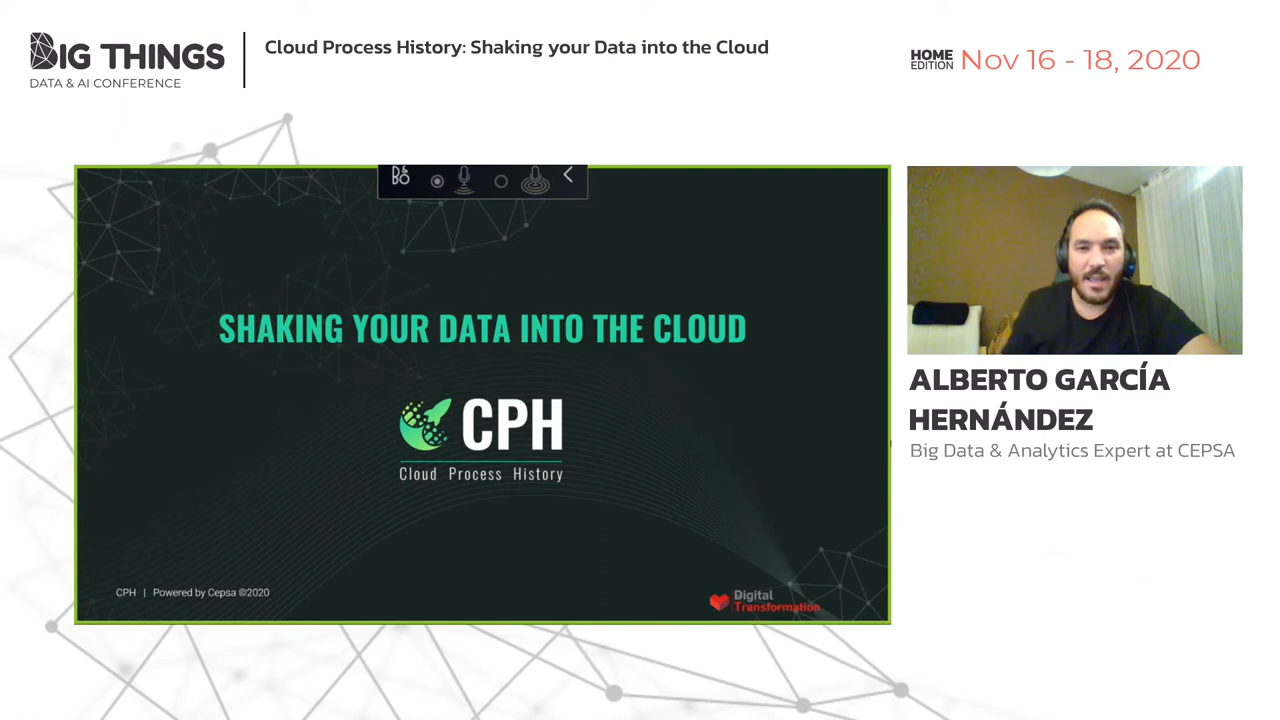 BIG THINGS
DATA & AI CONFERENCE
Cloud Process History: Shaking your Data into the Cloud
HOME
EDITION
Nov 16 - 18, 2020
B&
BO
SHAKING YOUR DATA INTO THE CLOUD
CPH
Cloud Process History
CPH | Powered by Cepsa ©2020
Digital
Transformation
ALBERTO GARCÍA
HERNÁNDEZ
Big Data & Analytics Expert at CEPSA